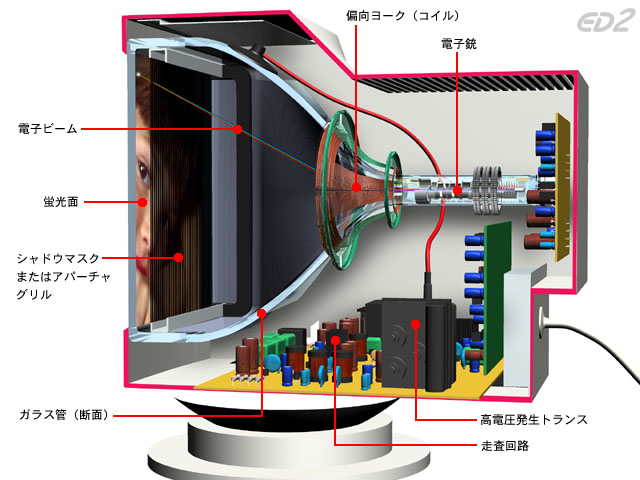 偏向ヨーク（コイル）
ED2
電子銃
電子ビーム
蛍光面
シャドウマスク
またはアパーチャ
グリル
ガラス管（断面）
高電圧発生トランス
走査回路